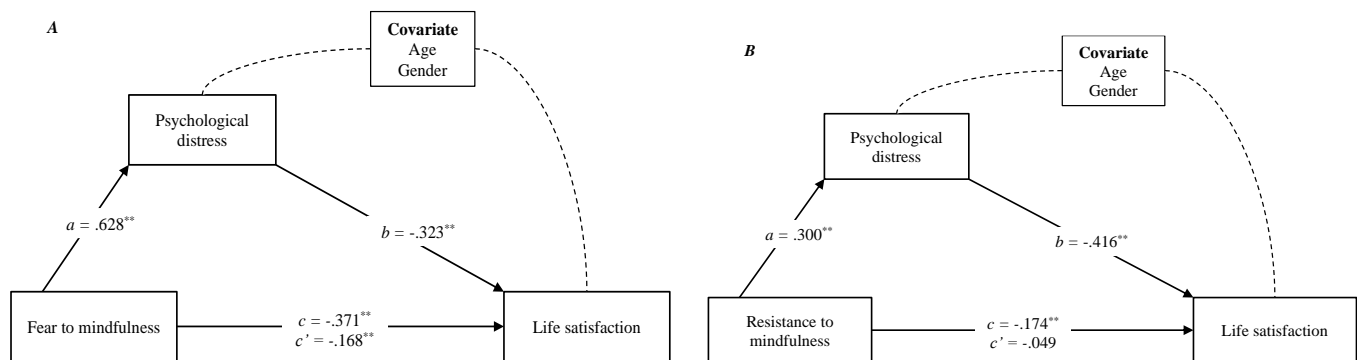 A
Covariate
Age
Gender
Psychological
distress
a = .628**
b = -.323**
Fear to mindfulness
c = -.371**
c’ = -.168**
Life satisfaction
B
Covariate
Age
Gender
Psychological
distress
a = .300**
b = -.416**
Resistance to
mindfulness
c = -.174**
c’ = -.049
Life satisfaction